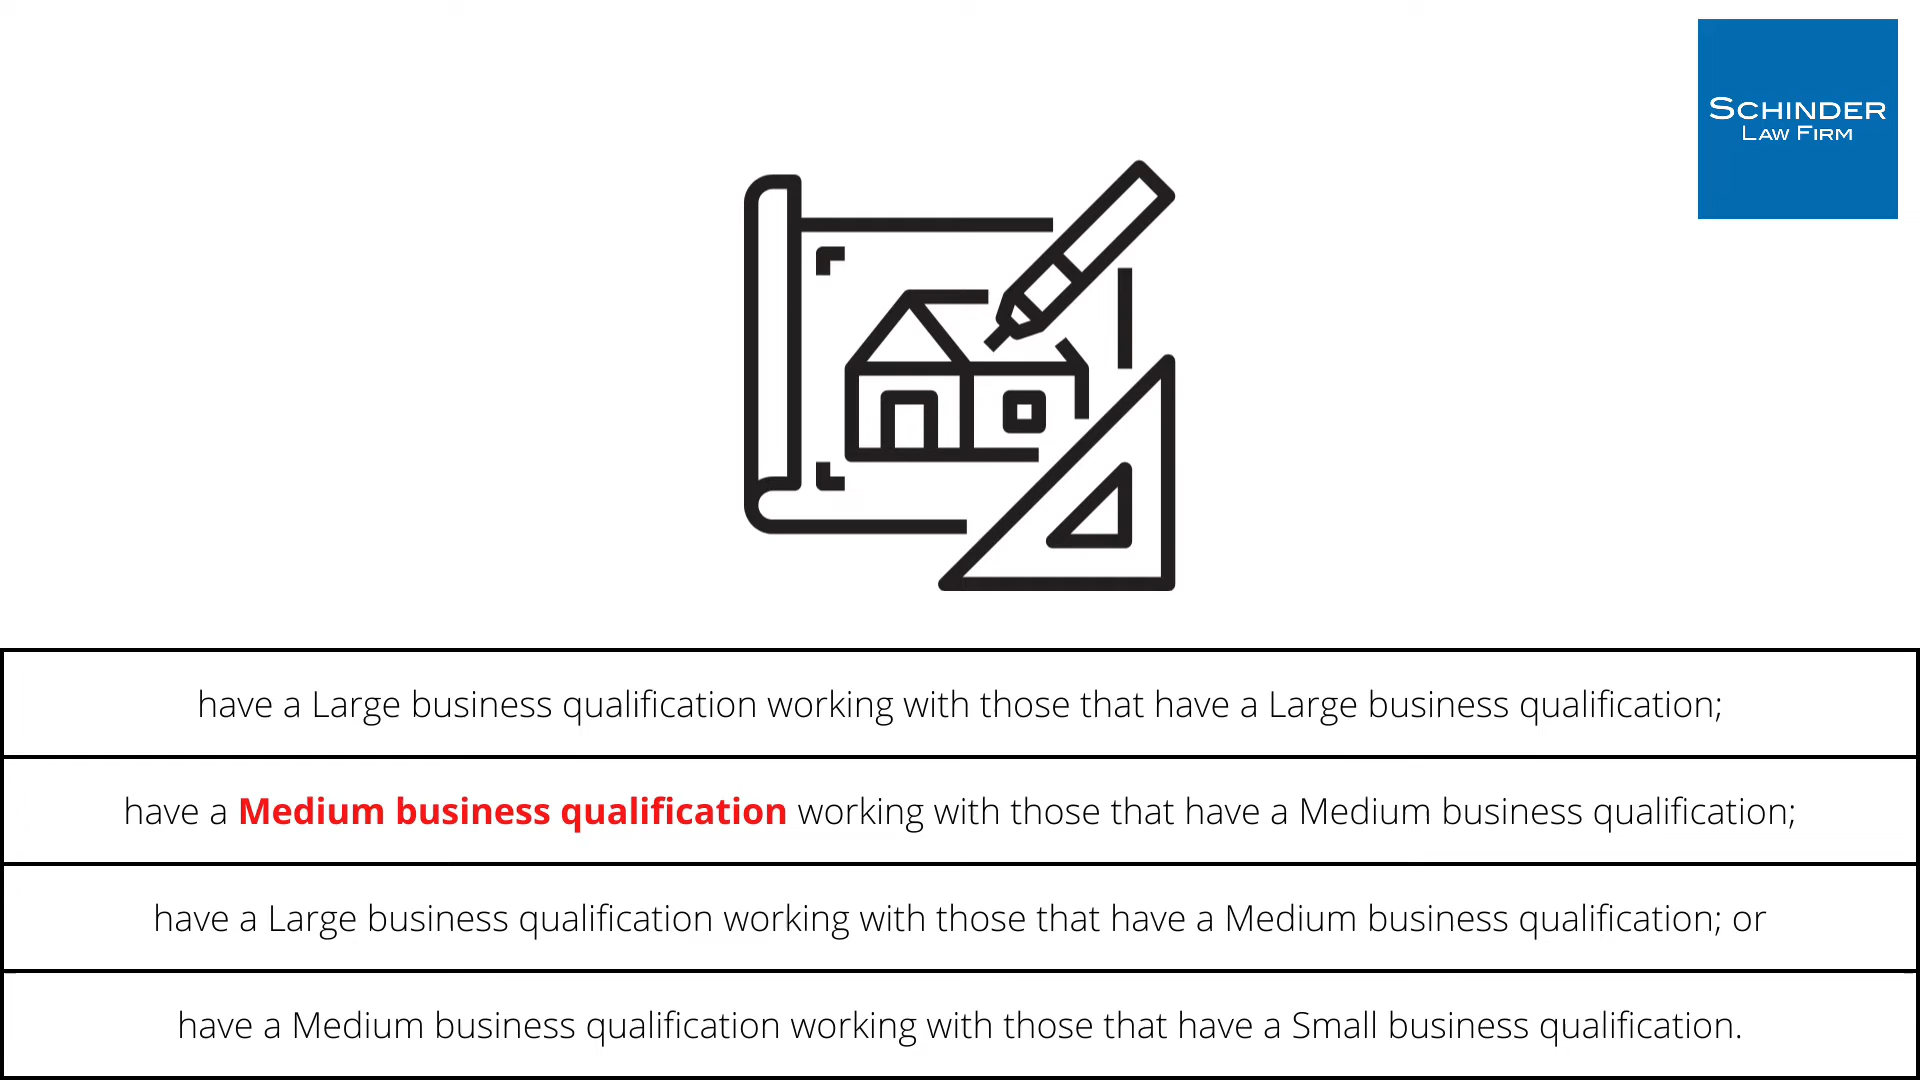 SCHINDER
LAW FIRM
have a Large business qualification working with those that have a Large business qualification;
have a Medium business qualification working with those that have a Medium business qualification;
have a Large business qualification working with those that have a Medium business qualification; or
have a Medium business qualification working with those that have a Small business qualification.